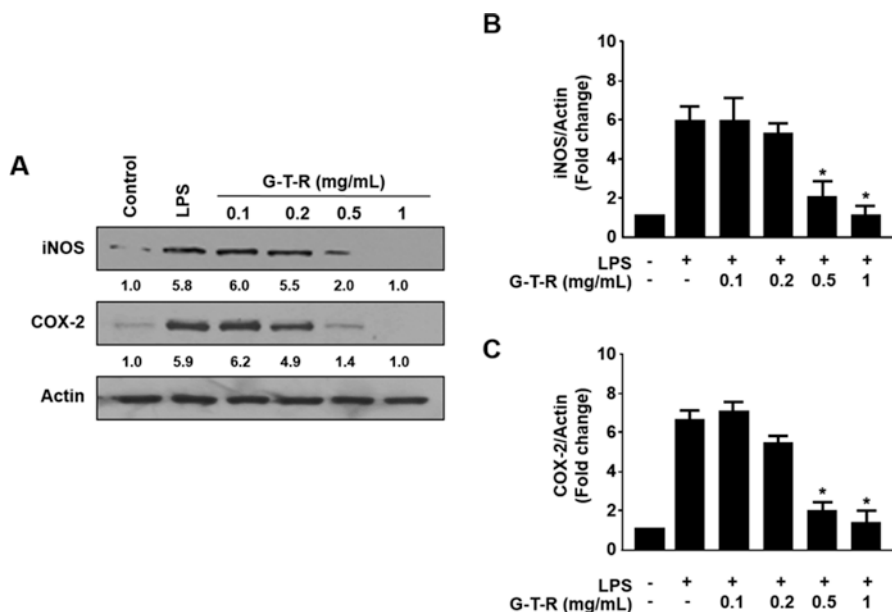 A
Control
LPS
G-T-R (mg/mL)
0.1 0.2 0.5 1
iNOS
1.0 5.8 6.0 5.5 2.0 1.0
COX-2
1.0 5.9 6.2 4.9 1.4 1.0
Actin
B
iNOS/Actin
(Fold change)
10
8
6
4
2
0
* *
LPS - + + + + +
G-T-R (mg/mL) - - 0.1 0.2 0.5 1
C
COX-2/Actin
(Fold change)
10
8
6
4
2
0
* *
LPS - + + + + +
G-T-R (mg/mL) - - 0.1 0.2 0.5 1